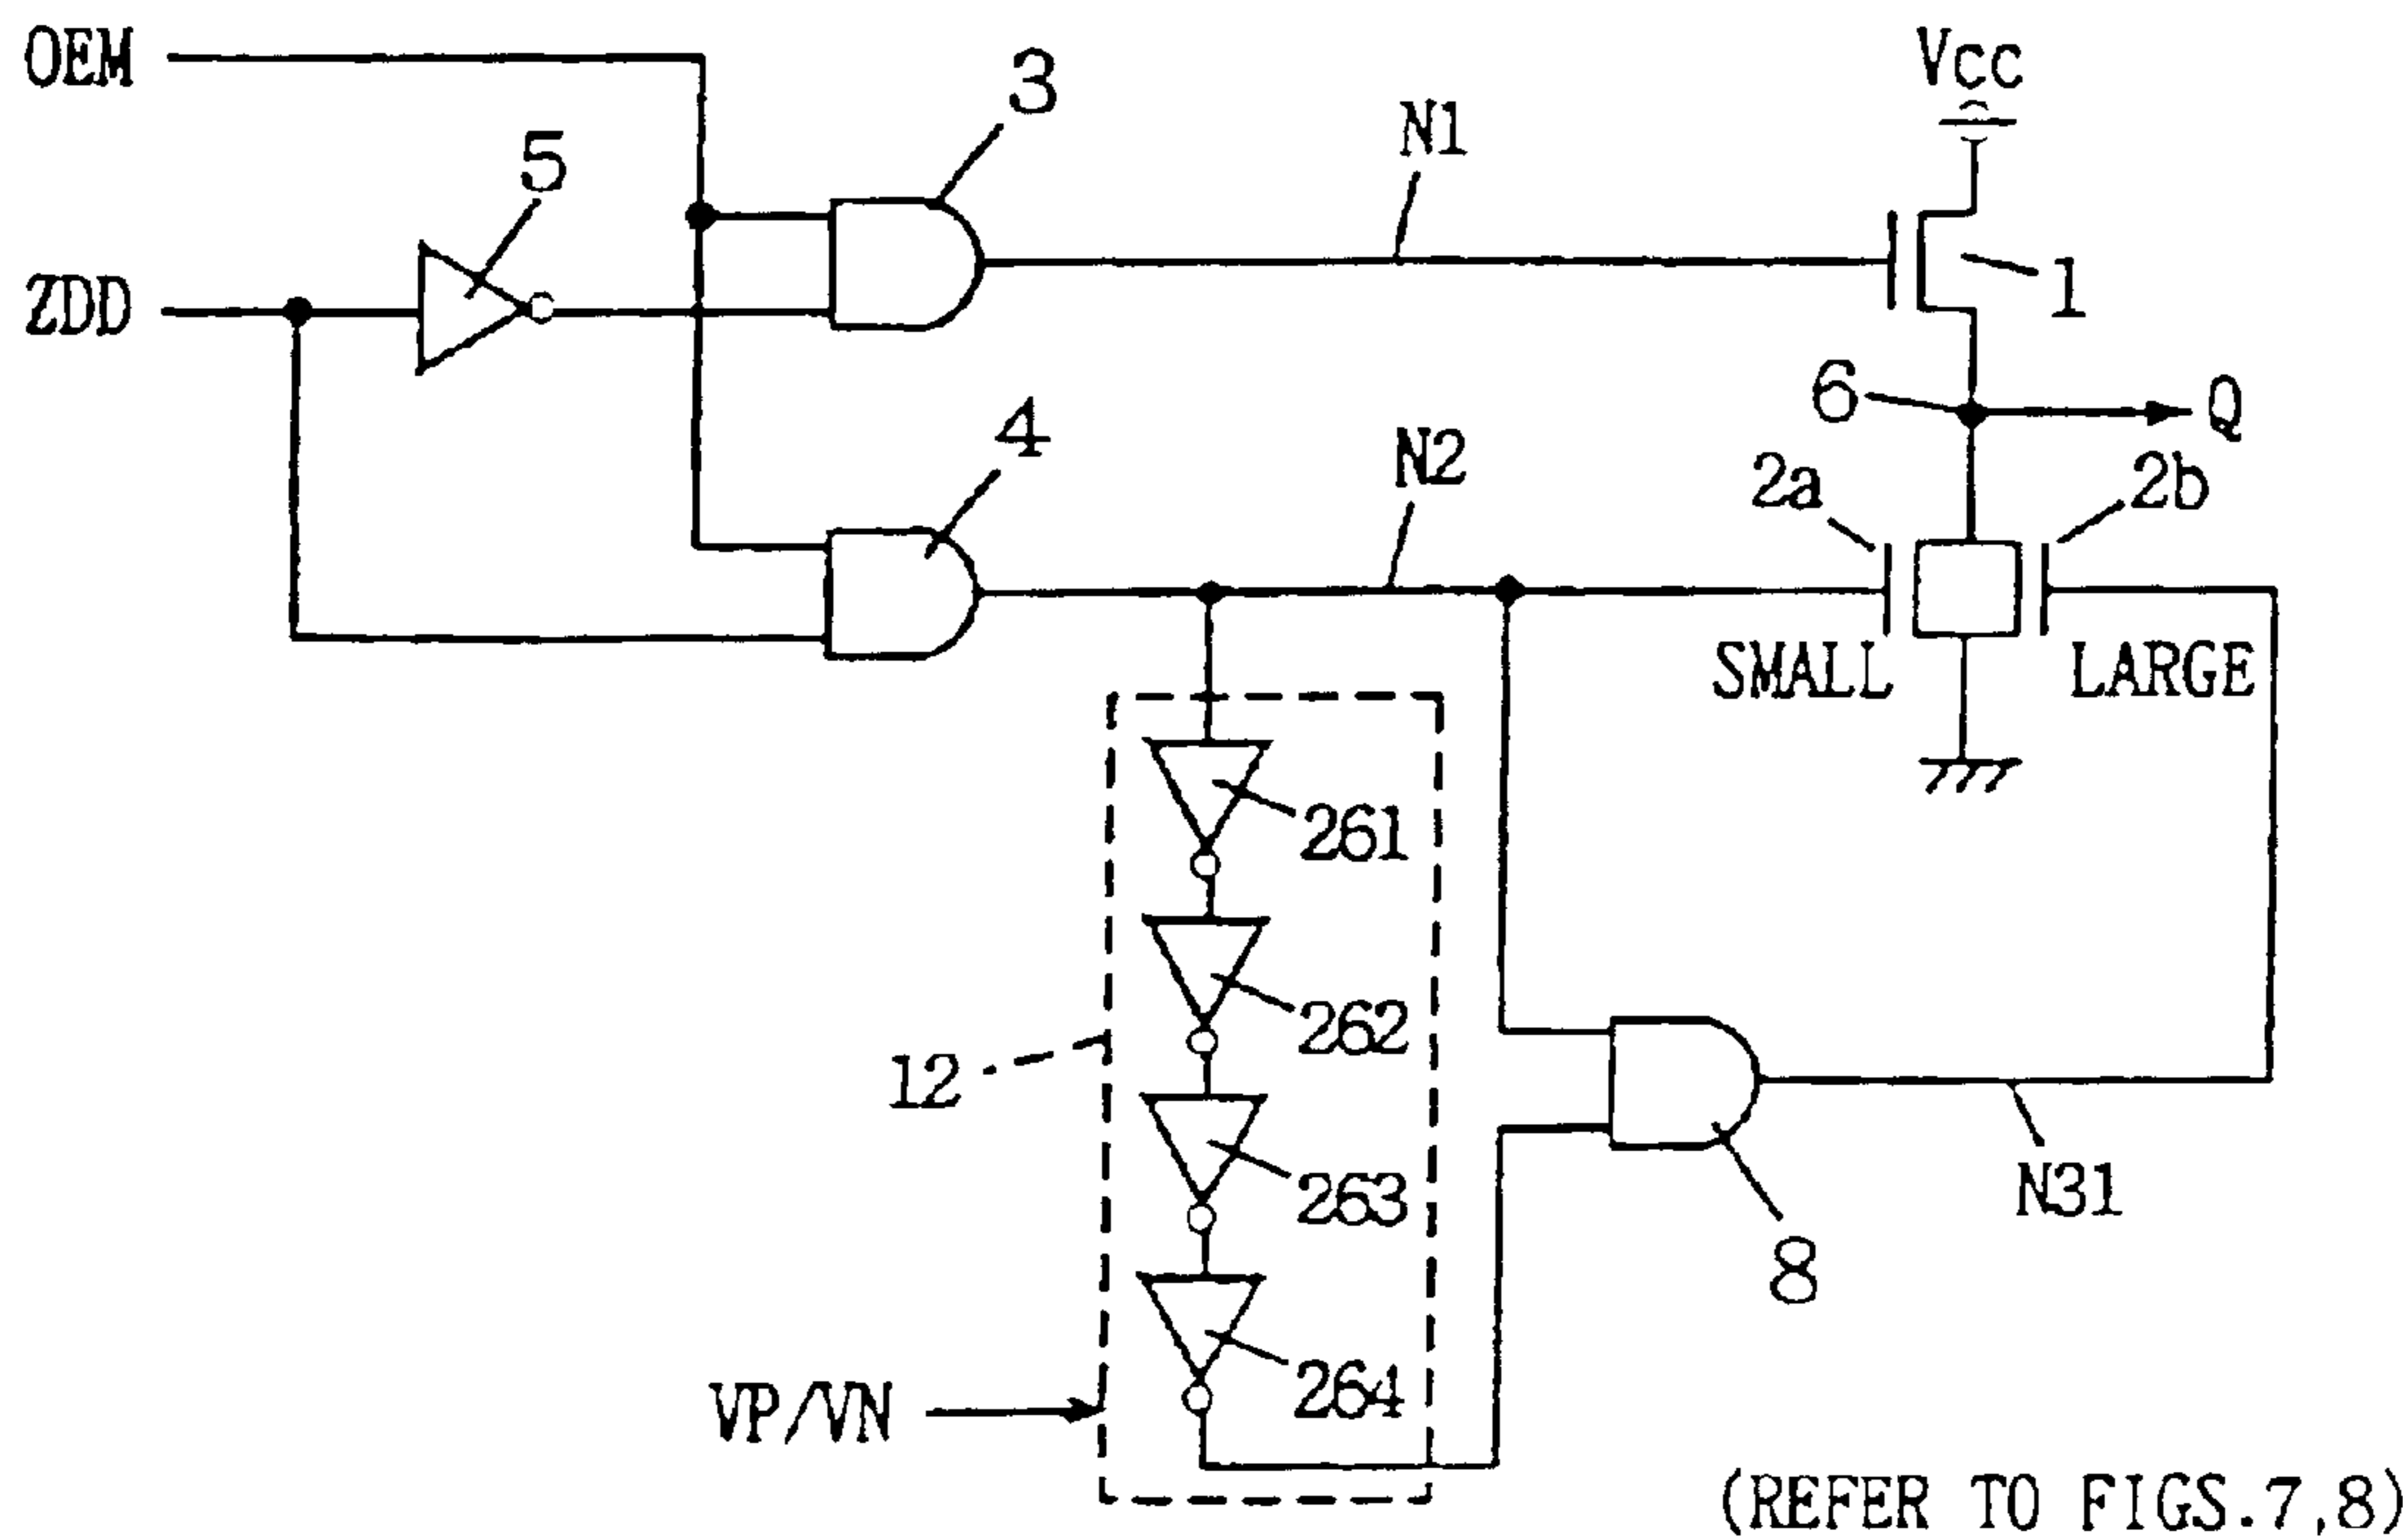 OEM
VCC
3
N1
5
ZDD
1
6
Q
4
N2
2a
2b
SMALL
LARGE
261
262
12
263
N31
8
264
VP/VN
(REFER TO FIGS.7,8)